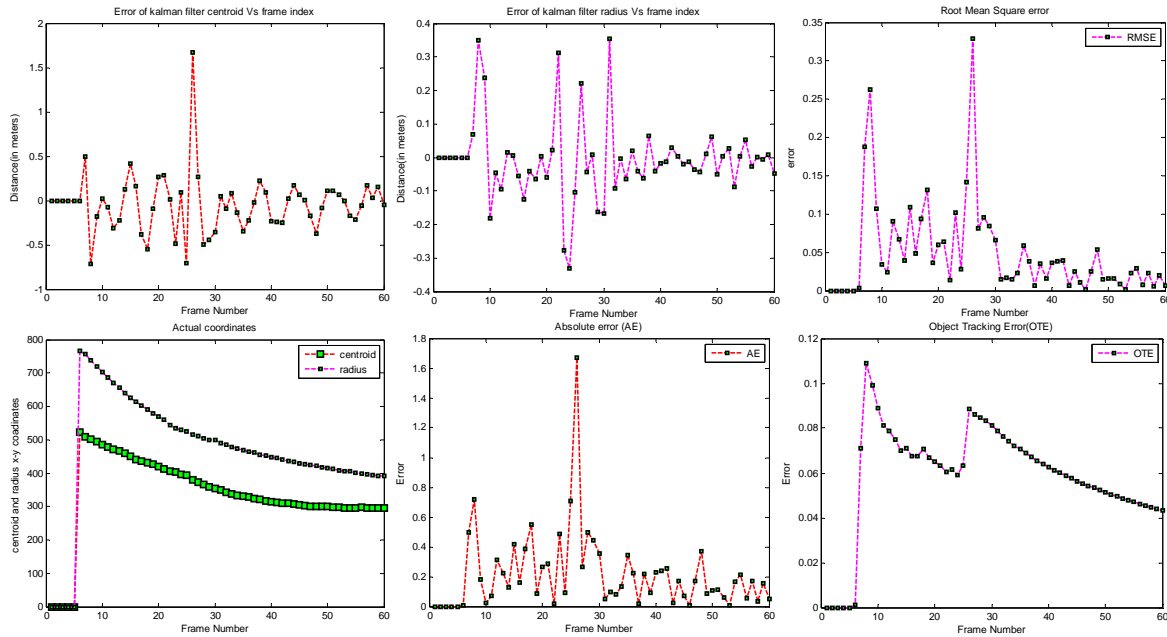 Error of kalman filter centroid Vs frame index
Error of kalman filter radius Vs frame index
Root Mean Square error
2
1.5
1
0.5
0
-0.5
-1
Distance(in meters)
0 10 20 30 40 50 60
Frame Number
0.4
0.3
0.2
0.1
0
-0.1
-0.2
-0.3
-0.4
Distance(in meters)
0 10 20 30 40 50 60
Frame Number
0.35
0.3
0.25
0.2
0.15
0.1
0.05
0
error
RMSE
0 10 20 30 40 50 60
Frame Number
Actual coordinates
Absolute error (AE)
Object Tracking Error(OTE)
800
700
600
500
400
300
200
100
0
centroid and radius x-y coadinates
centroid
radius
0 10 20 30 40 50 60
Frame Number
1.8
1.6
1.4
1.2
1
0.8
0.6
0.4
0.2
0
Error
AE
0 10 20 30 40 50 60
Frame Number
0.12
0.1
0.08
0.06
0.04
0.02
0
Error
OTE
0 10 20 30 40 50 60
Frame Number